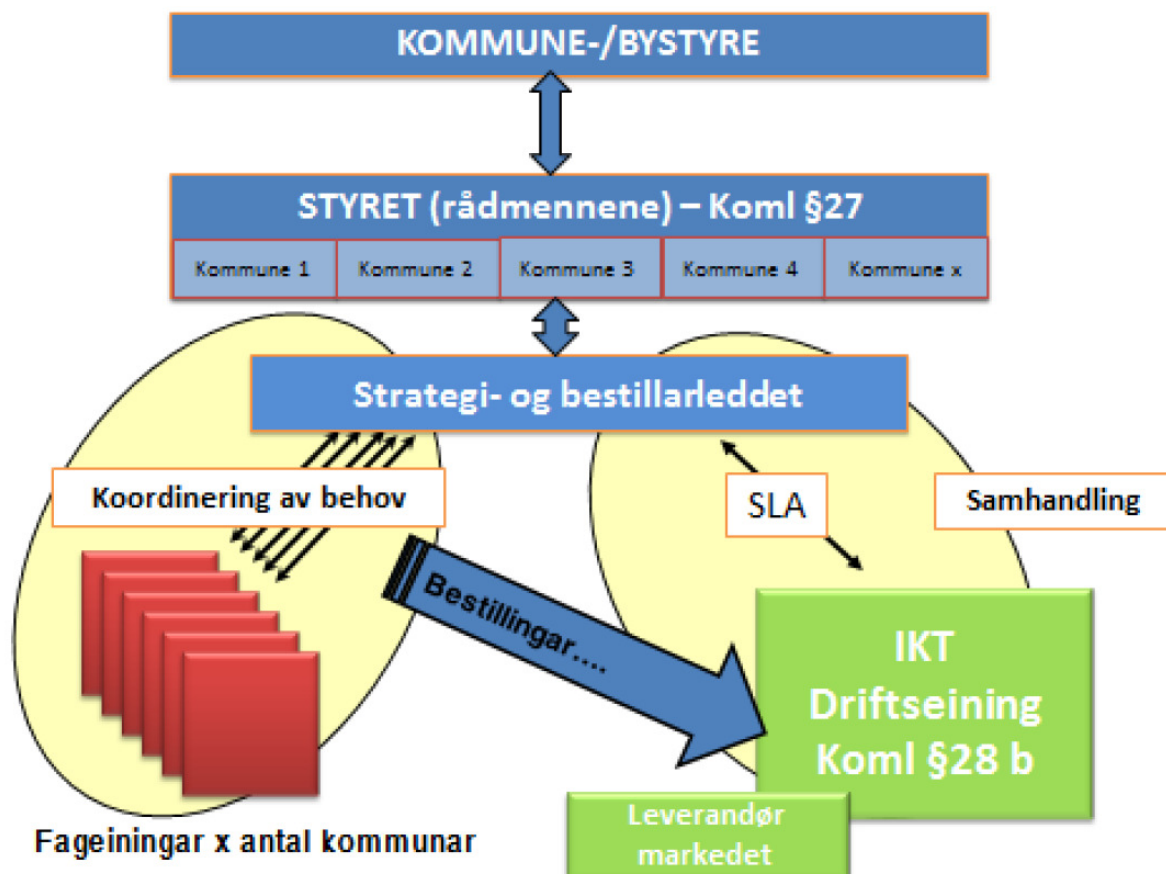 KOMMUNE-/BYSTYRE
STYRET (rådmennene) – Koml §27
Kommune 1
Kommune 2
Kommune 3
Kommune 4
Kommune x
Strategi- og bestillarleddet
Koordinering av behov
SLA
Samhandling
Bestillingar....
IKT
Driftseining
Koml §28 b
Leverandør
markedet
Fageiningar x antal kommunar